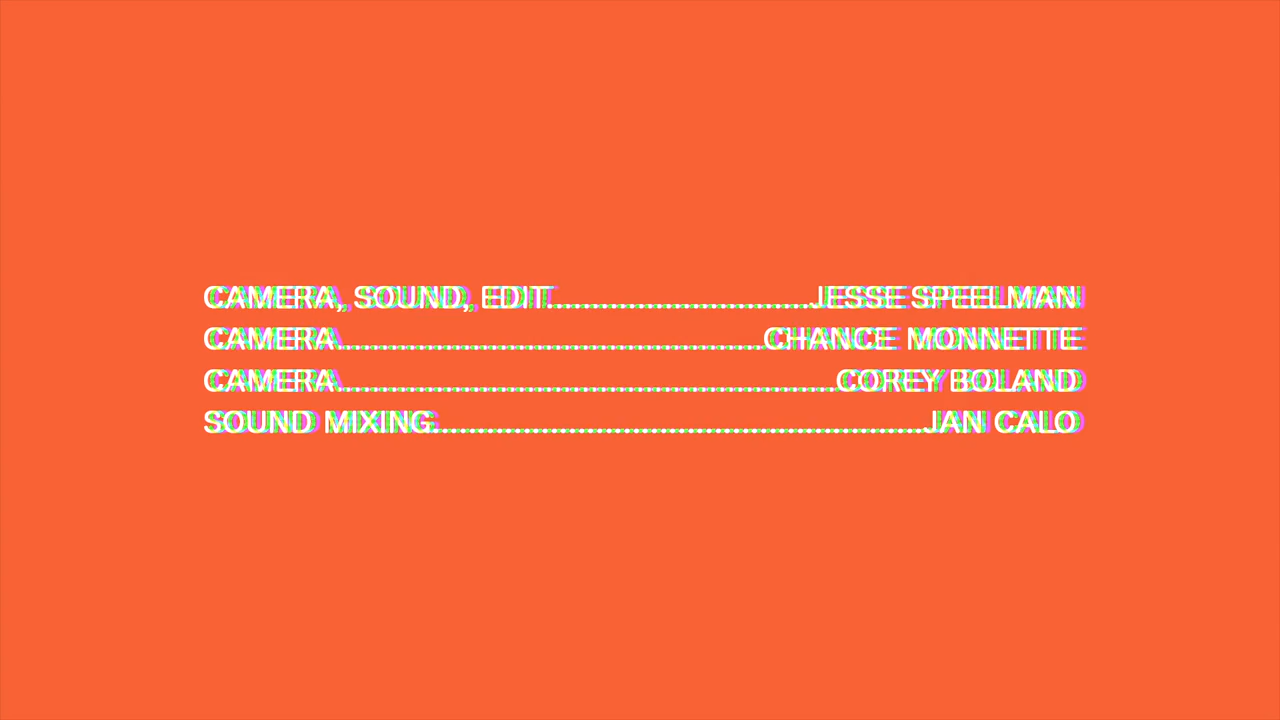 CAMERA, SOUND, EDIT..............................JESSE SPEELMAN
CAMERA................................................CHANCE MONNETTE
CAMERA........................................................COREY BOLAND
SOUND MIXING........................................................JAN CALO